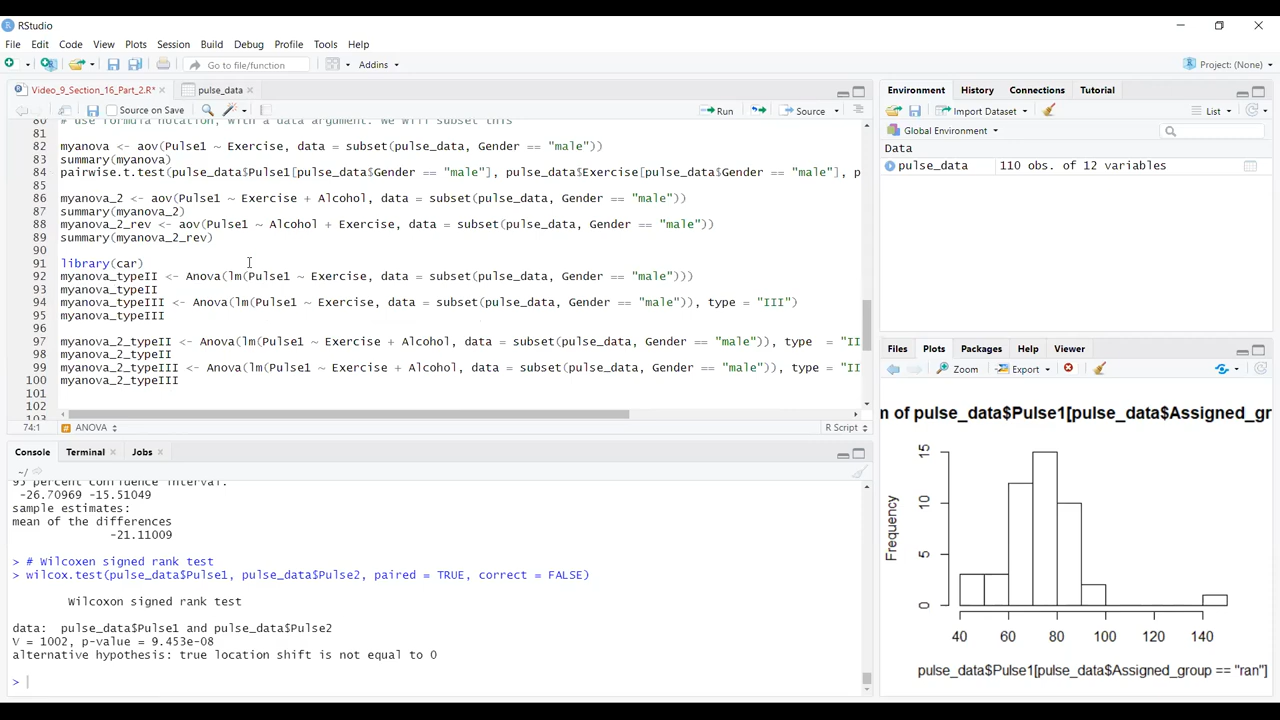 RStudio
File Edit Code View Plots Session Build Debug Profile Tools Help
Go to file/function Addins Project: (None)
Video_9_Section_16_Part_2.R* pulse_data
Source on Save Run Source
80 # use formula notation, with a data argument. We will subset this
81
82 myanova <- aov(Pulse1 ~ Exercise, data = subset(pulse_data, Gender == "male"))
83 summary(myanova)
84 pairwise.t.test(pulse_data$Pulse1[pulse_data$Gender == "male"], pulse_data$Exercise[pulse_data$Gender == "male"], p
85
86 myanova_2 <- aov(Pulse1 ~ Exercise + Alcohol, data = subset(pulse_data, Gender == "male"))
87 summary(myanova_2)
88 myanova_2_rev <- aov(Pulse1 ~ Alcohol + Exercise, data = subset(pulse_data, Gender == "male"))
89 summary(myanova_2_rev)
90
91 library(car)
92 myanova_typeII <- Anova(lm(Pulse1 ~ Exercise, data = subset(pulse_data, Gender == "male")))
93 myanova_typeII
94 myanova_typeIII <- Anova(lm(Pulse1 ~ Exercise, data = subset(pulse_data, Gender == "male")), type = "III")
95 myanova_typeIII
96
97 myanova_2_typeII <- Anova(lm(Pulse1 ~ Exercise + Alcohol, data = subset(pulse_data, Gender == "male")), type = "II
98 myanova_2_typeII
99 myanova_2_typeIII <- Anova(lm(Pulse1 ~ Exercise + Alcohol, data = subset(pulse_data, Gender == "male")), type = "II
100 myanova_2_typeIII
101
102
103
74:1 ANOVA R Script
Console Terminal Jobs
~/
95 percent confidence interval:
-26.70969 -15.51049
sample estimates:
mean of the differences
-21.11009
> # Wilcoxen signed rank test
> wilcox.test(pulse_data$Pulse1, pulse_data$Pulse2, paired = TRUE, correct = FALSE)
Wilcoxon signed rank test
data: pulse_data$Pulse1 and pulse_data$Pulse2
V = 1002, p-value = 9.453e-08
alternative hypothesis: true location shift is not equal to 0
>
Environment History Connections Tutorial
Import Dataset List
Global Environment
Data
pulse_data 110 obs. of 12 variables
Files Plots Packages Help Viewer
Zoom Export
m of pulse_data$Pulse1[pulse_data$Assigned_gr
Frequency
15
10
5
0
40 60 80 100 120 140
pulse_data$Pulse1[pulse_data$Assigned_group == "ran"]